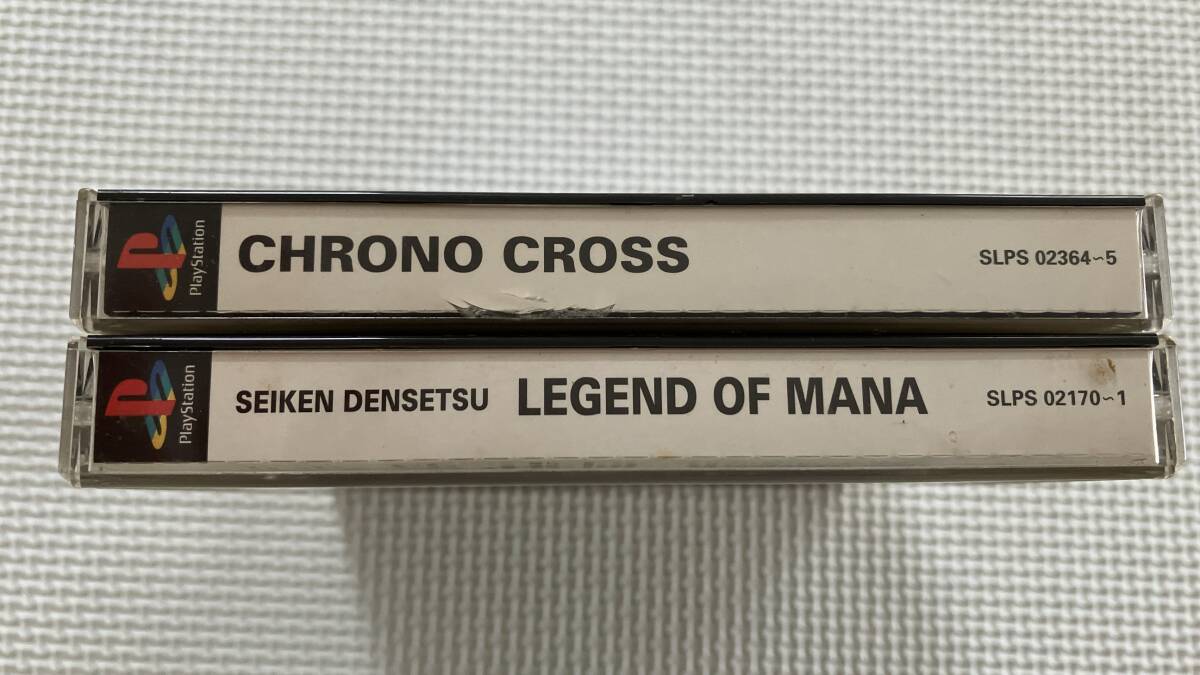 PlayStation CHRONO CROSS SLPS 02364~5
PlayStation SEIKEN DENSETSU LEGEND OF MANA SLPS 02170~1